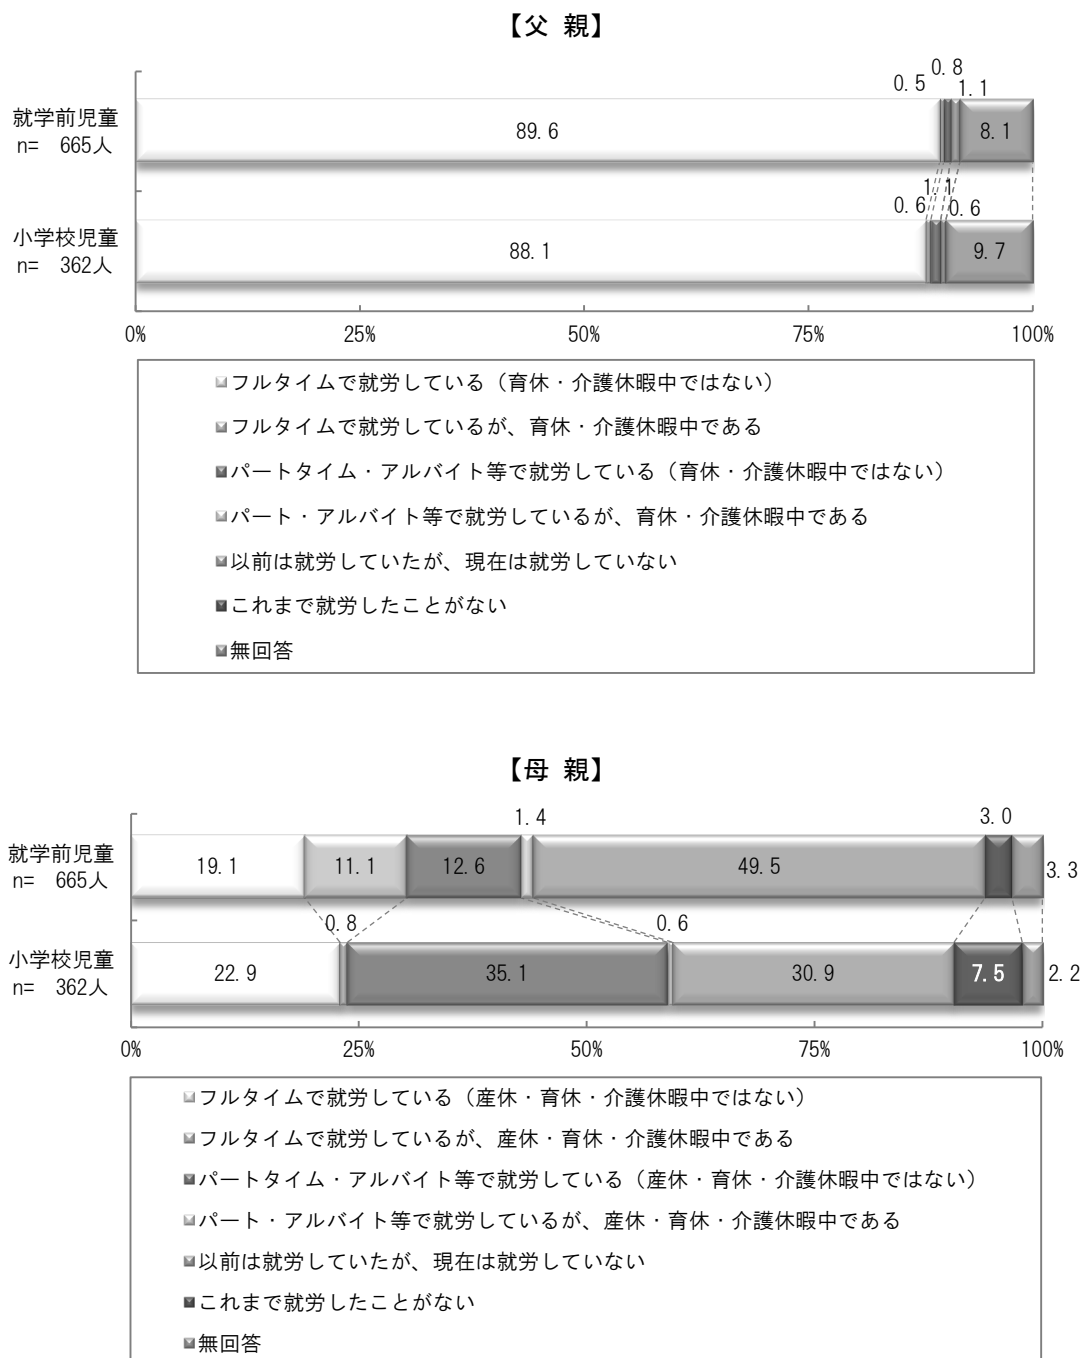 【父 親】
0.8
0.5
1.1
就学前児童
n= 665人
89.6
8.1
1.1
0.6
0.6
小学校児童
n= 362人
88.1
9.7
0%
25%
50%
75%
100%
フルタイムで就労している（育休・介護休暇中ではない）
フルタイムで就労しているが、育休・介護休暇中である
パートタイム・アルバイト等で就労している（育休・介護休暇中ではない）
パート・アルバイト等で就労しているが、育休・介護休暇中である
以前は就労していたが、現在は就労していない
これまで就労したことがない
無回答
【母 親】
1.4
3.0
就学前児童
n= 665人
19.1
11.1
12.6
49.5
3.3
0.8
0.6
小学校児童
n= 362人
22.9
35.1
30.9
7.5
2.2
0%
25%
50%
75%
100%
フルタイムで就労している（産休・育休・介護休暇中ではない）
フルタイムで就労しているが、産休・育休・介護休暇中である
パートタイム・アルバイト等で就労している（産休・育休・介護休暇中ではない）
パート・アルバイト等で就労しているが、産休・育休・介護休暇中である
以前は就労していたが、現在は就労していない
これまで就労したことがない
無回答